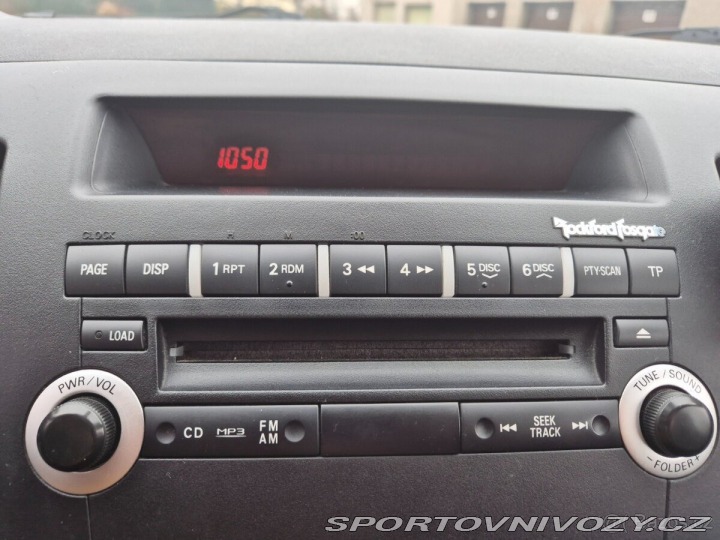 1050
Rockford Fosgate
CLOCK H M :00
PAGE DISP 1 RPT 2 RDM 3 ◄◄ 4 ►► 5 DISC 6 DISC PTY·SCAN TP
LOAD
PWR/VOL
TUNE/SOUND
CD MP3 FM AM
SEEK TRACK
−FOLDER+
SPORTOVNIVOZY.CZ